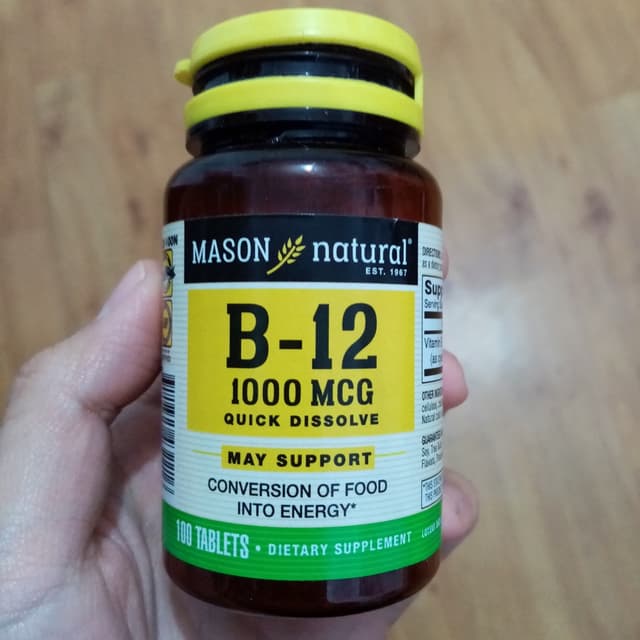 MASON natural®
EST. 1967
B-12
1000 MCG
QUICK DISSOLVE
MAY SUPPORT
CONVERSION OF FOOD
INTO ENERGY*
100 TABLETS • DIETARY SUPPLEMENT